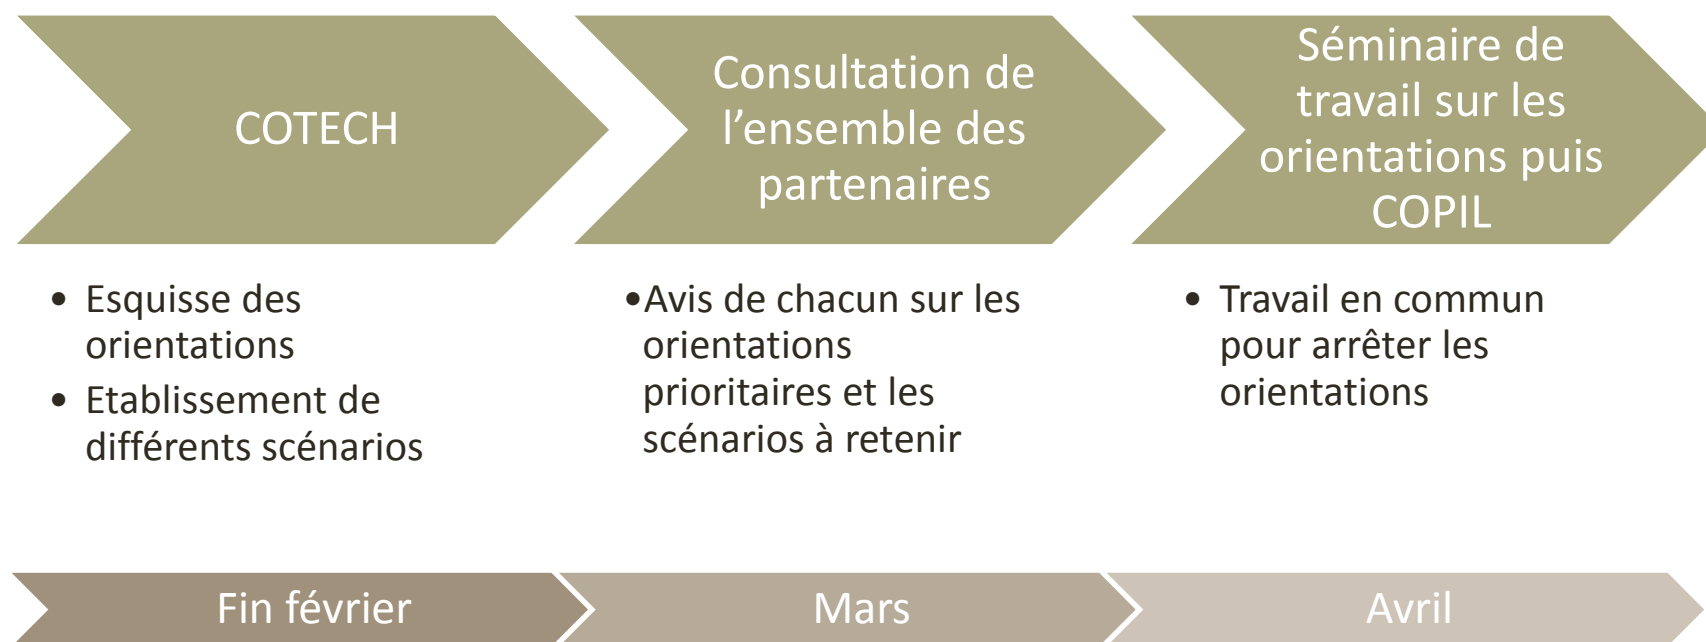 COTECH
Consultation de
l’ensemble des
partenaires
Séminaire de
travail sur les
orientations puis
COPIL
• Esquisse des
orientations
• Etablissement de
différents scénarios
•Avis de chacun sur les
orientations
prioritaires et les
scénarios à retenir
• Travail en commun
pour arrêter les
orientations
Fin février
Mars
Avril